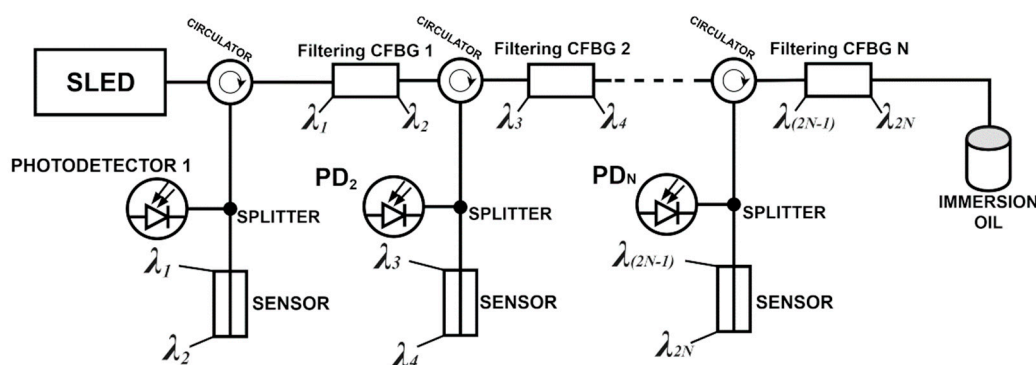 CIRCULATOR
CIRCULATOR
CIRCULATOR
Filtering CFBG 1
Filtering CFBG 2
Filtering CFBG N
SLED
λ1
λ2
λ3
λ4
λ(2N-1)
λ2N
PHOTODETECTOR 1
PD2
PDN
SPLITTER
SPLITTER
SPLITTER
IMMERSION
OIL
λ1
λ3
λ(2N-1)
SENSOR
SENSOR
SENSOR
λ2
λ4
λ2N